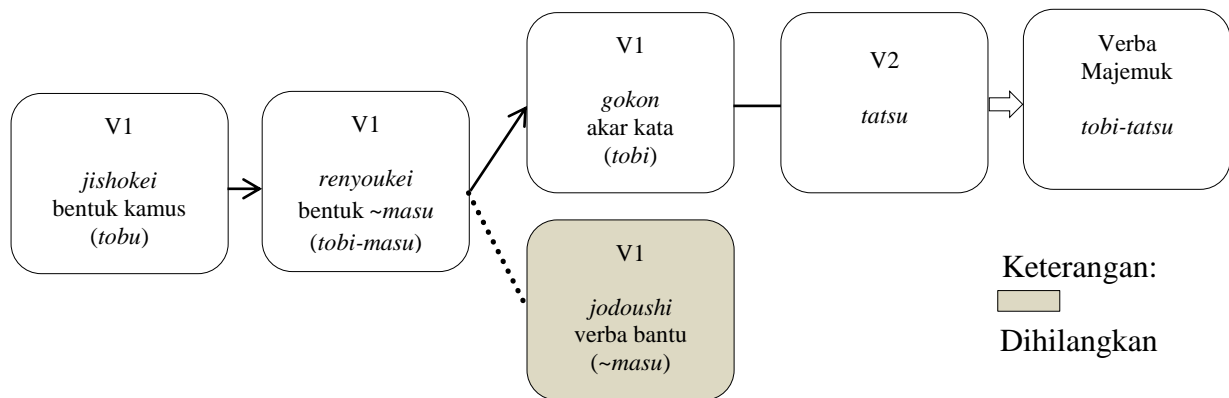 V1
jishokei
bentuk kamus
(tobu)
V1
renyoukei
bentuk ~masu
(tobi-masu)
V1
gokon
akar kata
(tobi)
V2
tatsu
Verba
Majemuk
tobi-tatsu
V1
jodoushi
verba bantu
(~masu)
Keterangan:
Dihilangkan